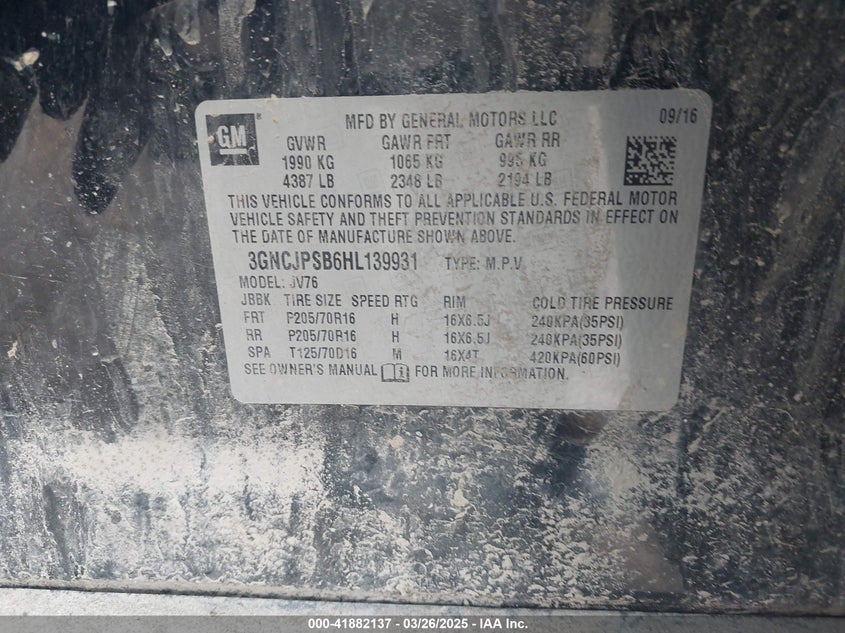 GM
MFD BY GENERAL MOTORS LLC 09/16
GVWR GAWR FRT GAWR RR
1990 KG 1065 KG 995 KG
4387 LB 2348 LB 2194 LB
THIS VEHICLE CONFORMS TO ALL APPLICABLE U.S. FEDERAL MOTOR
VEHICLE SAFETY AND THEFT PREVENTION STANDARDS IN EFFECT ON
THE DATE OF MANUFACTURE SHOWN ABOVE.
3GNCJPSB6HL139931 TYPE: M.P.V
MODEL: JV76
JBBK TIRE SIZE SPEED RTG RIM COLD TIRE PRESSURE
FRT P205/70R16 H 16X6.5J 240KPA(35PSI)
RR P205/70R16 H 16X6.5J 240KPA(35PSI)
SPA T125/70D16 M 16X4T 420KPA(60PSI)
SEE OWNER'S MANUAL FOR MORE INFORMATION.
000-41882137 - 03/26/2025 - IAA Inc.